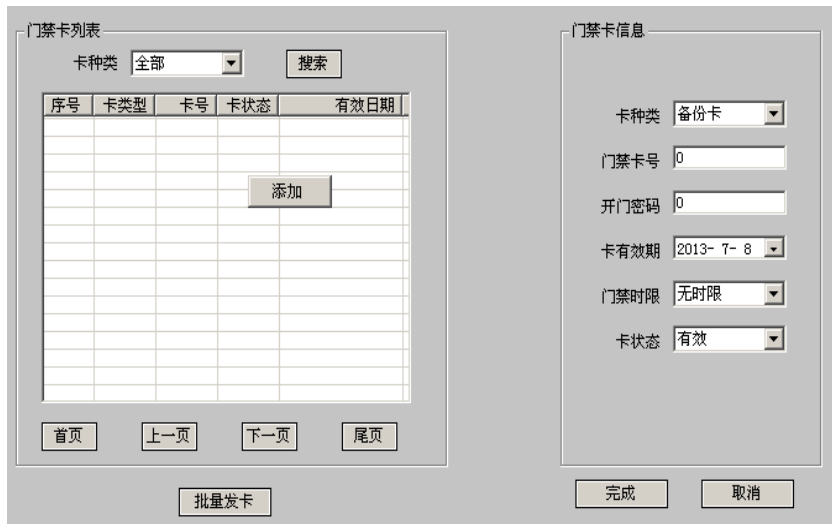 门禁卡列表
卡种类 全部 搜索
序号 卡类型 卡号 卡状态 有效日期
添加
首页 上一页 下一页 尾页
批量发卡
门禁卡信息
卡种类 备份卡
门禁卡号 0
开门密码 0
卡有效期 2013- 7- 8
门禁时限 无时限
卡状态 有效
完成 取消